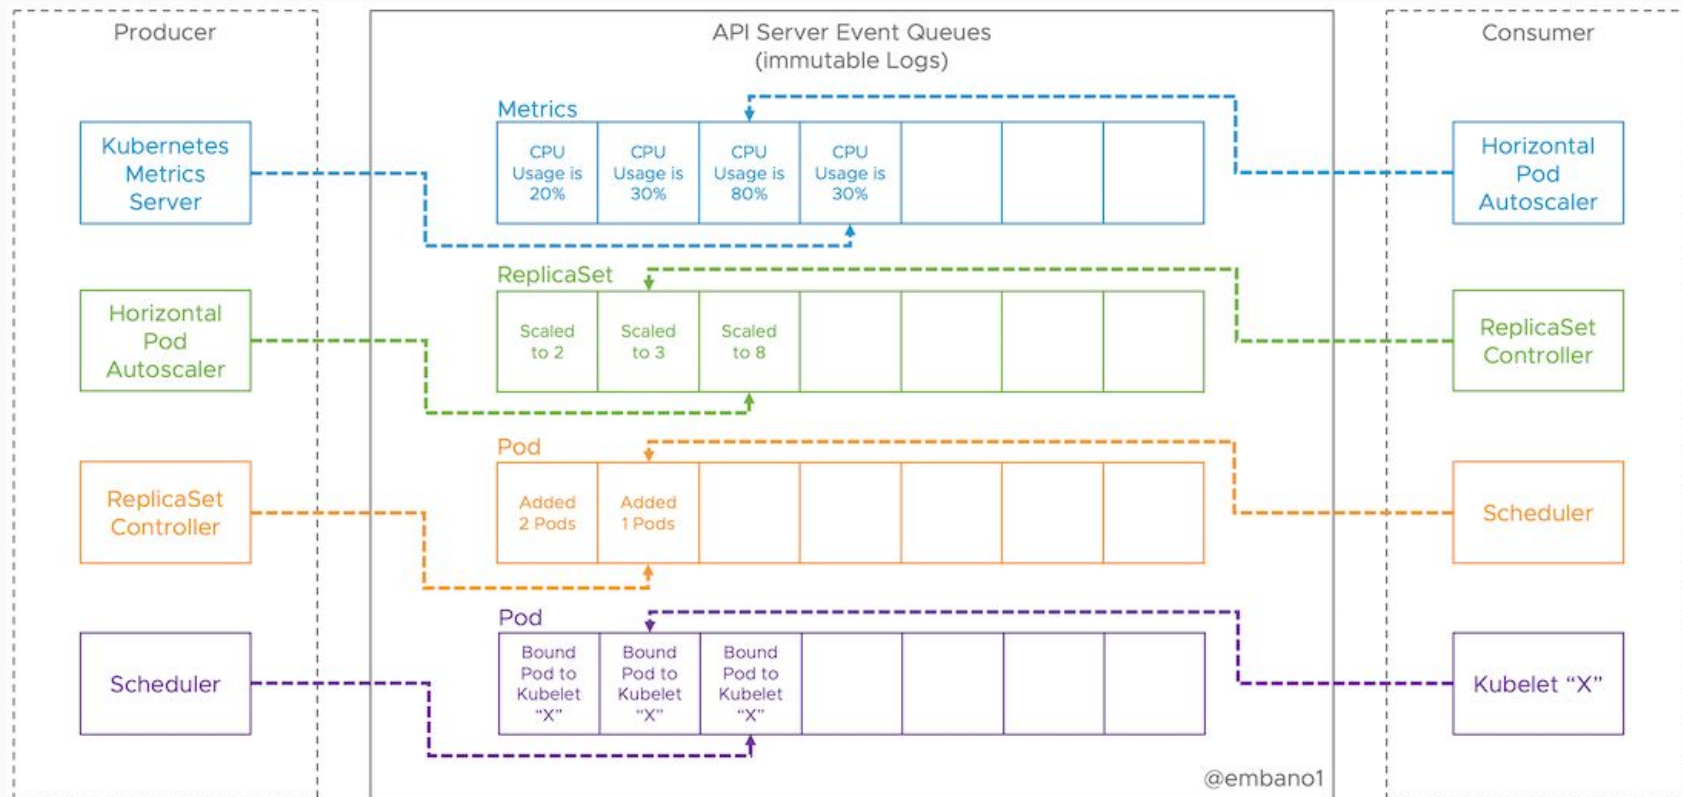 Producer
API Server Event Queues
(immutable Logs)
Consumer
Kubernetes
Metrics
Server
Metrics
CPU
Usage is
20%
CPU
Usage is
30%
CPU
Usage is
80%
CPU
Usage is
30%
Horizontal
Pod
Autoscaler
Horizontal
Pod
Autoscaler
ReplicaSet
Scaled
to 2
Scaled
to 3
Scaled
to 8
ReplicaSet
Controller
ReplicaSet
Controller
Pod
Added
2 Pods
Added
1 Pods
Scheduler
Scheduler
Pod
Bound
Pod to
Kubelet
“X”
Bound
Pod to
Kubelet
“X”
Bound
Pod to
Kubelet
“X”
Kubelet “X”
@embano1